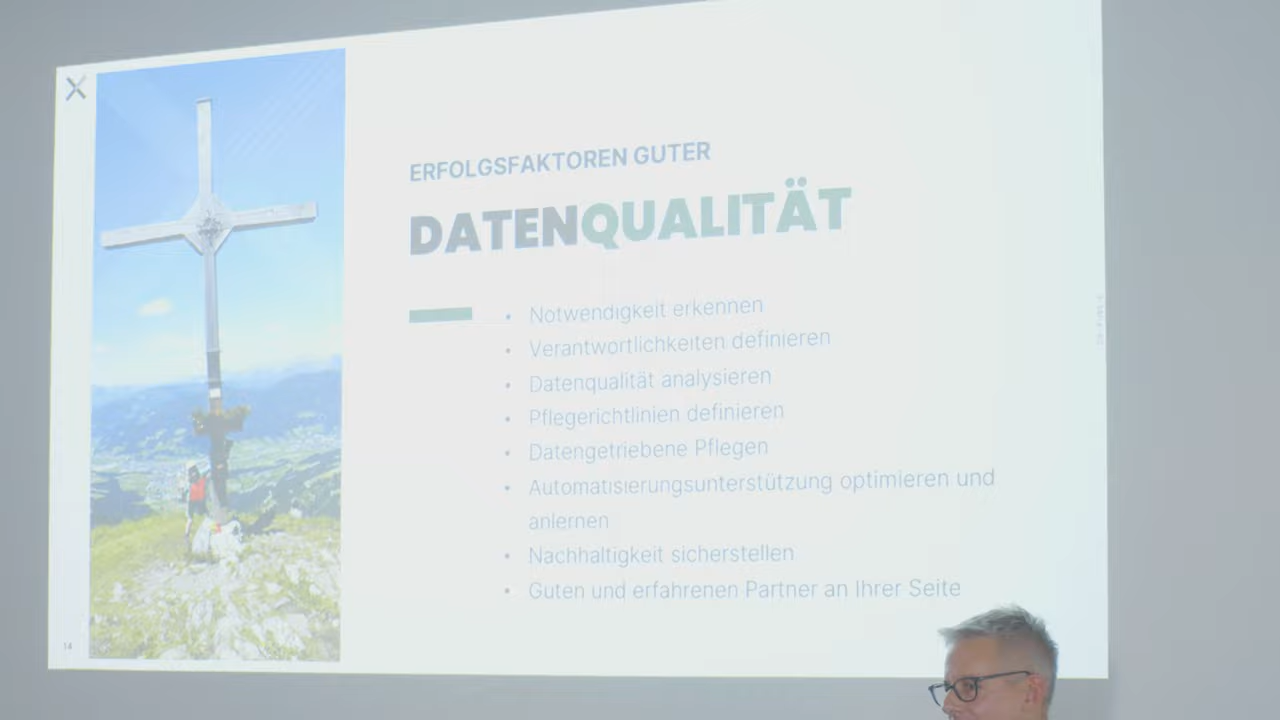 ERFOLGSFAKTOREN GUTER
DATENQUALITÄT
• Notwendigkeit erkennen
• Verantwortlichkeiten definieren
• Datenqualität analysieren
• Pflegerichtlinien definieren
• Datengetriebene Pflegen
• Automatisierungsunterstützung optimieren und
anlernen
• Nachhaltigkeit sicherstellen
• Guten und erfahrenen Partner an Ihrer Seite
14